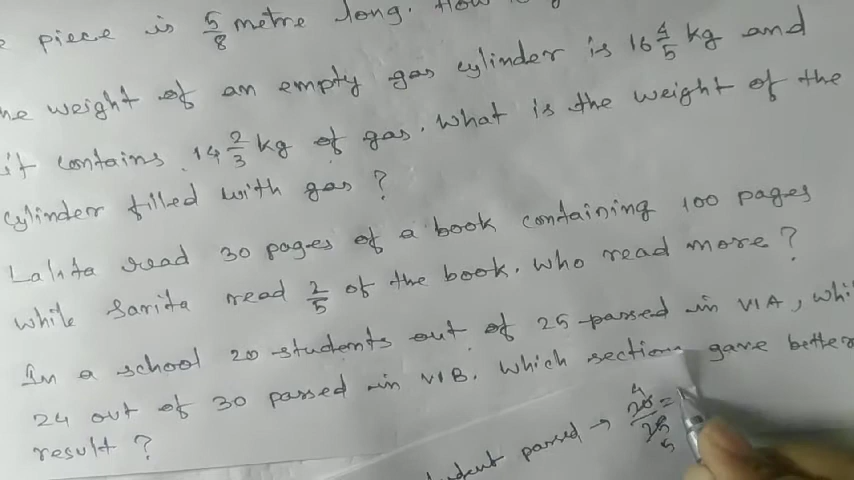 piece is 5/8 metre long. How
weight of an empty gas cylinder is 16 4/5 kg and
it contains 14 2/3 kg of gas. What is the weight of the
cylinder filled with gas ?
Lalita read 30 pages of a book containing 100 pages
while Sarita read 2/5 of the book. Who read more ?
In a school 20 students out of 25 passed in VIA, whi
24 out of 30 passed in VIB. Which section gave better
result ?
passed → 20/25 = 4 5